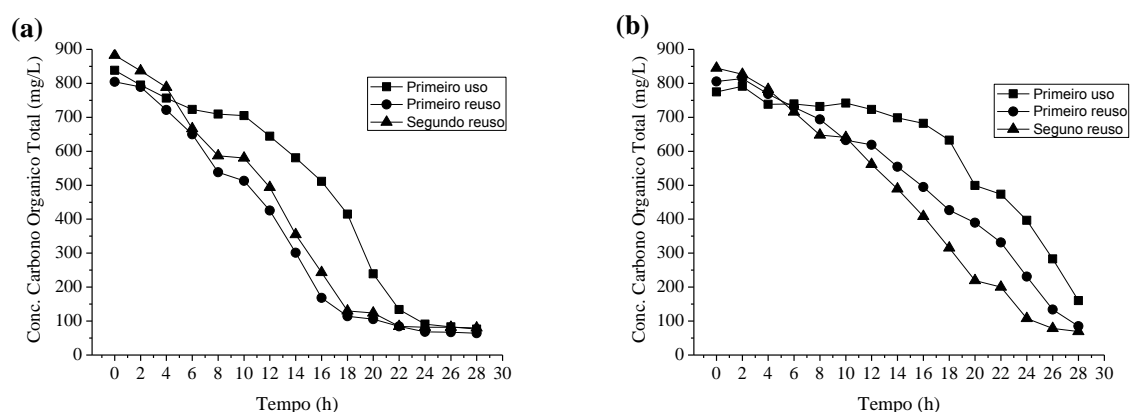 (a)
Conc. Carbono Organico Total (mg/L)
900
800
700
600
500
400
300
200
100
0
0 2 4 6 8 10 12 14 16 18 20 22 24 26 28 30
Tempo (h)
Primeiro uso
Primeiro reuso
Segundo reuso
(b)
Conc. Carbono Organico Total (mg/L)
900
800
700
600
500
400
300
200
100
0
0 2 4 6 8 10 12 14 16 18 20 22 24 26 28 30
Tempo (h)
Primeiro uso
Primeiro reuso
Seguno reuso